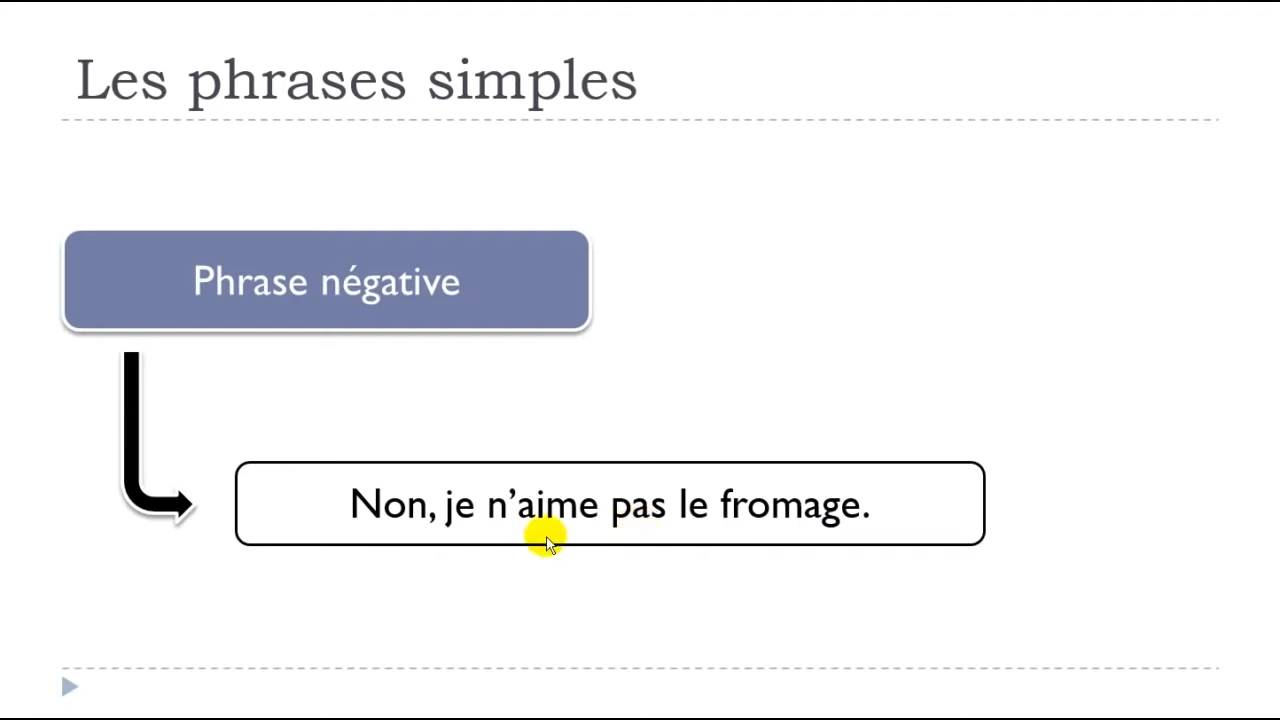 Les phrases simples
Phrase négative
Non, je n’aime pas le fromage.